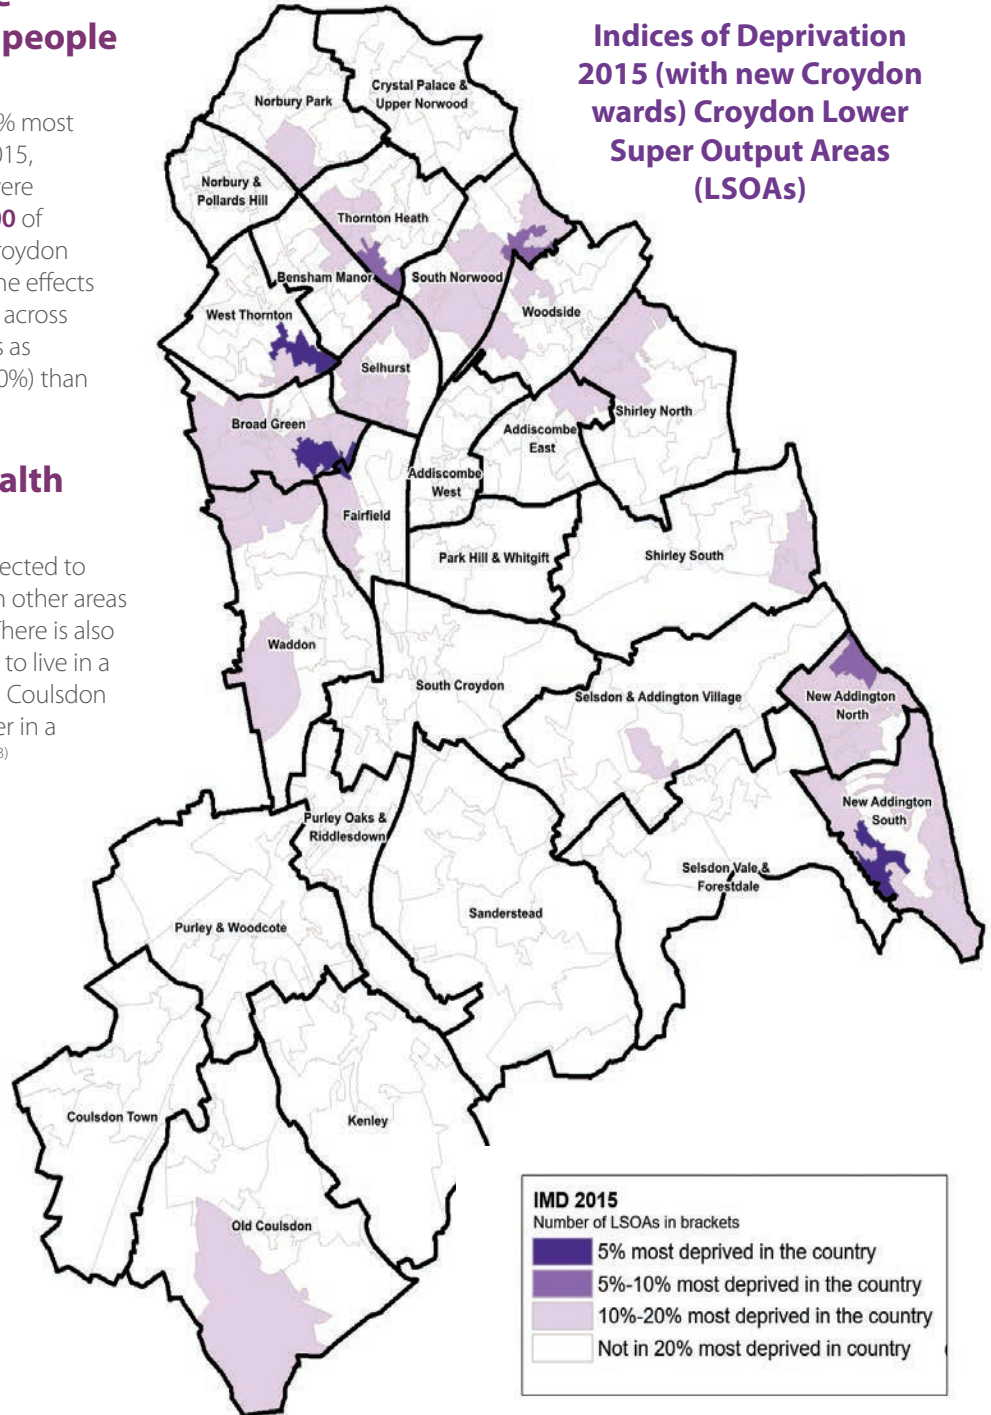 people
% most
015,
vere
00 of
roydon
ne effects
across
s as
0%) than
alth
ected to
n other areas
There is also
to live in a
Coulsdon
er in a
3)
Indices of Deprivation
2015 (with new Croydon
wards) Croydon Lower
Super Output Areas
(LSOAs)
Norbury Park
Crystal Palace &
Upper Norwood
Norbury &
Pollards Hill
Thornton Heath
Bensham Manor
South Norwood
West Thornton
Woodside
Selhurst
Broad Green
Shirley North
Addiscombe
East
Addiscombe
West
Fairfield
Park Hill & Whitgift
Shirley South
Waddon
South Croydon
Selsdon & Addington Village
New Addington
North
New Addington
South
Purley Oaks &
Riddlesdown
Selsdon Vale &
Forestdale
Sanderstead
Purley & Woodcote
Coulsdon Town
Kenley
Old Coulsdon
IMD 2015
Number of LSOAs in brackets
5% most deprived in the country
5%-10% most deprived in the country
10%-20% most deprived in the country
Not in 20% most deprived in country